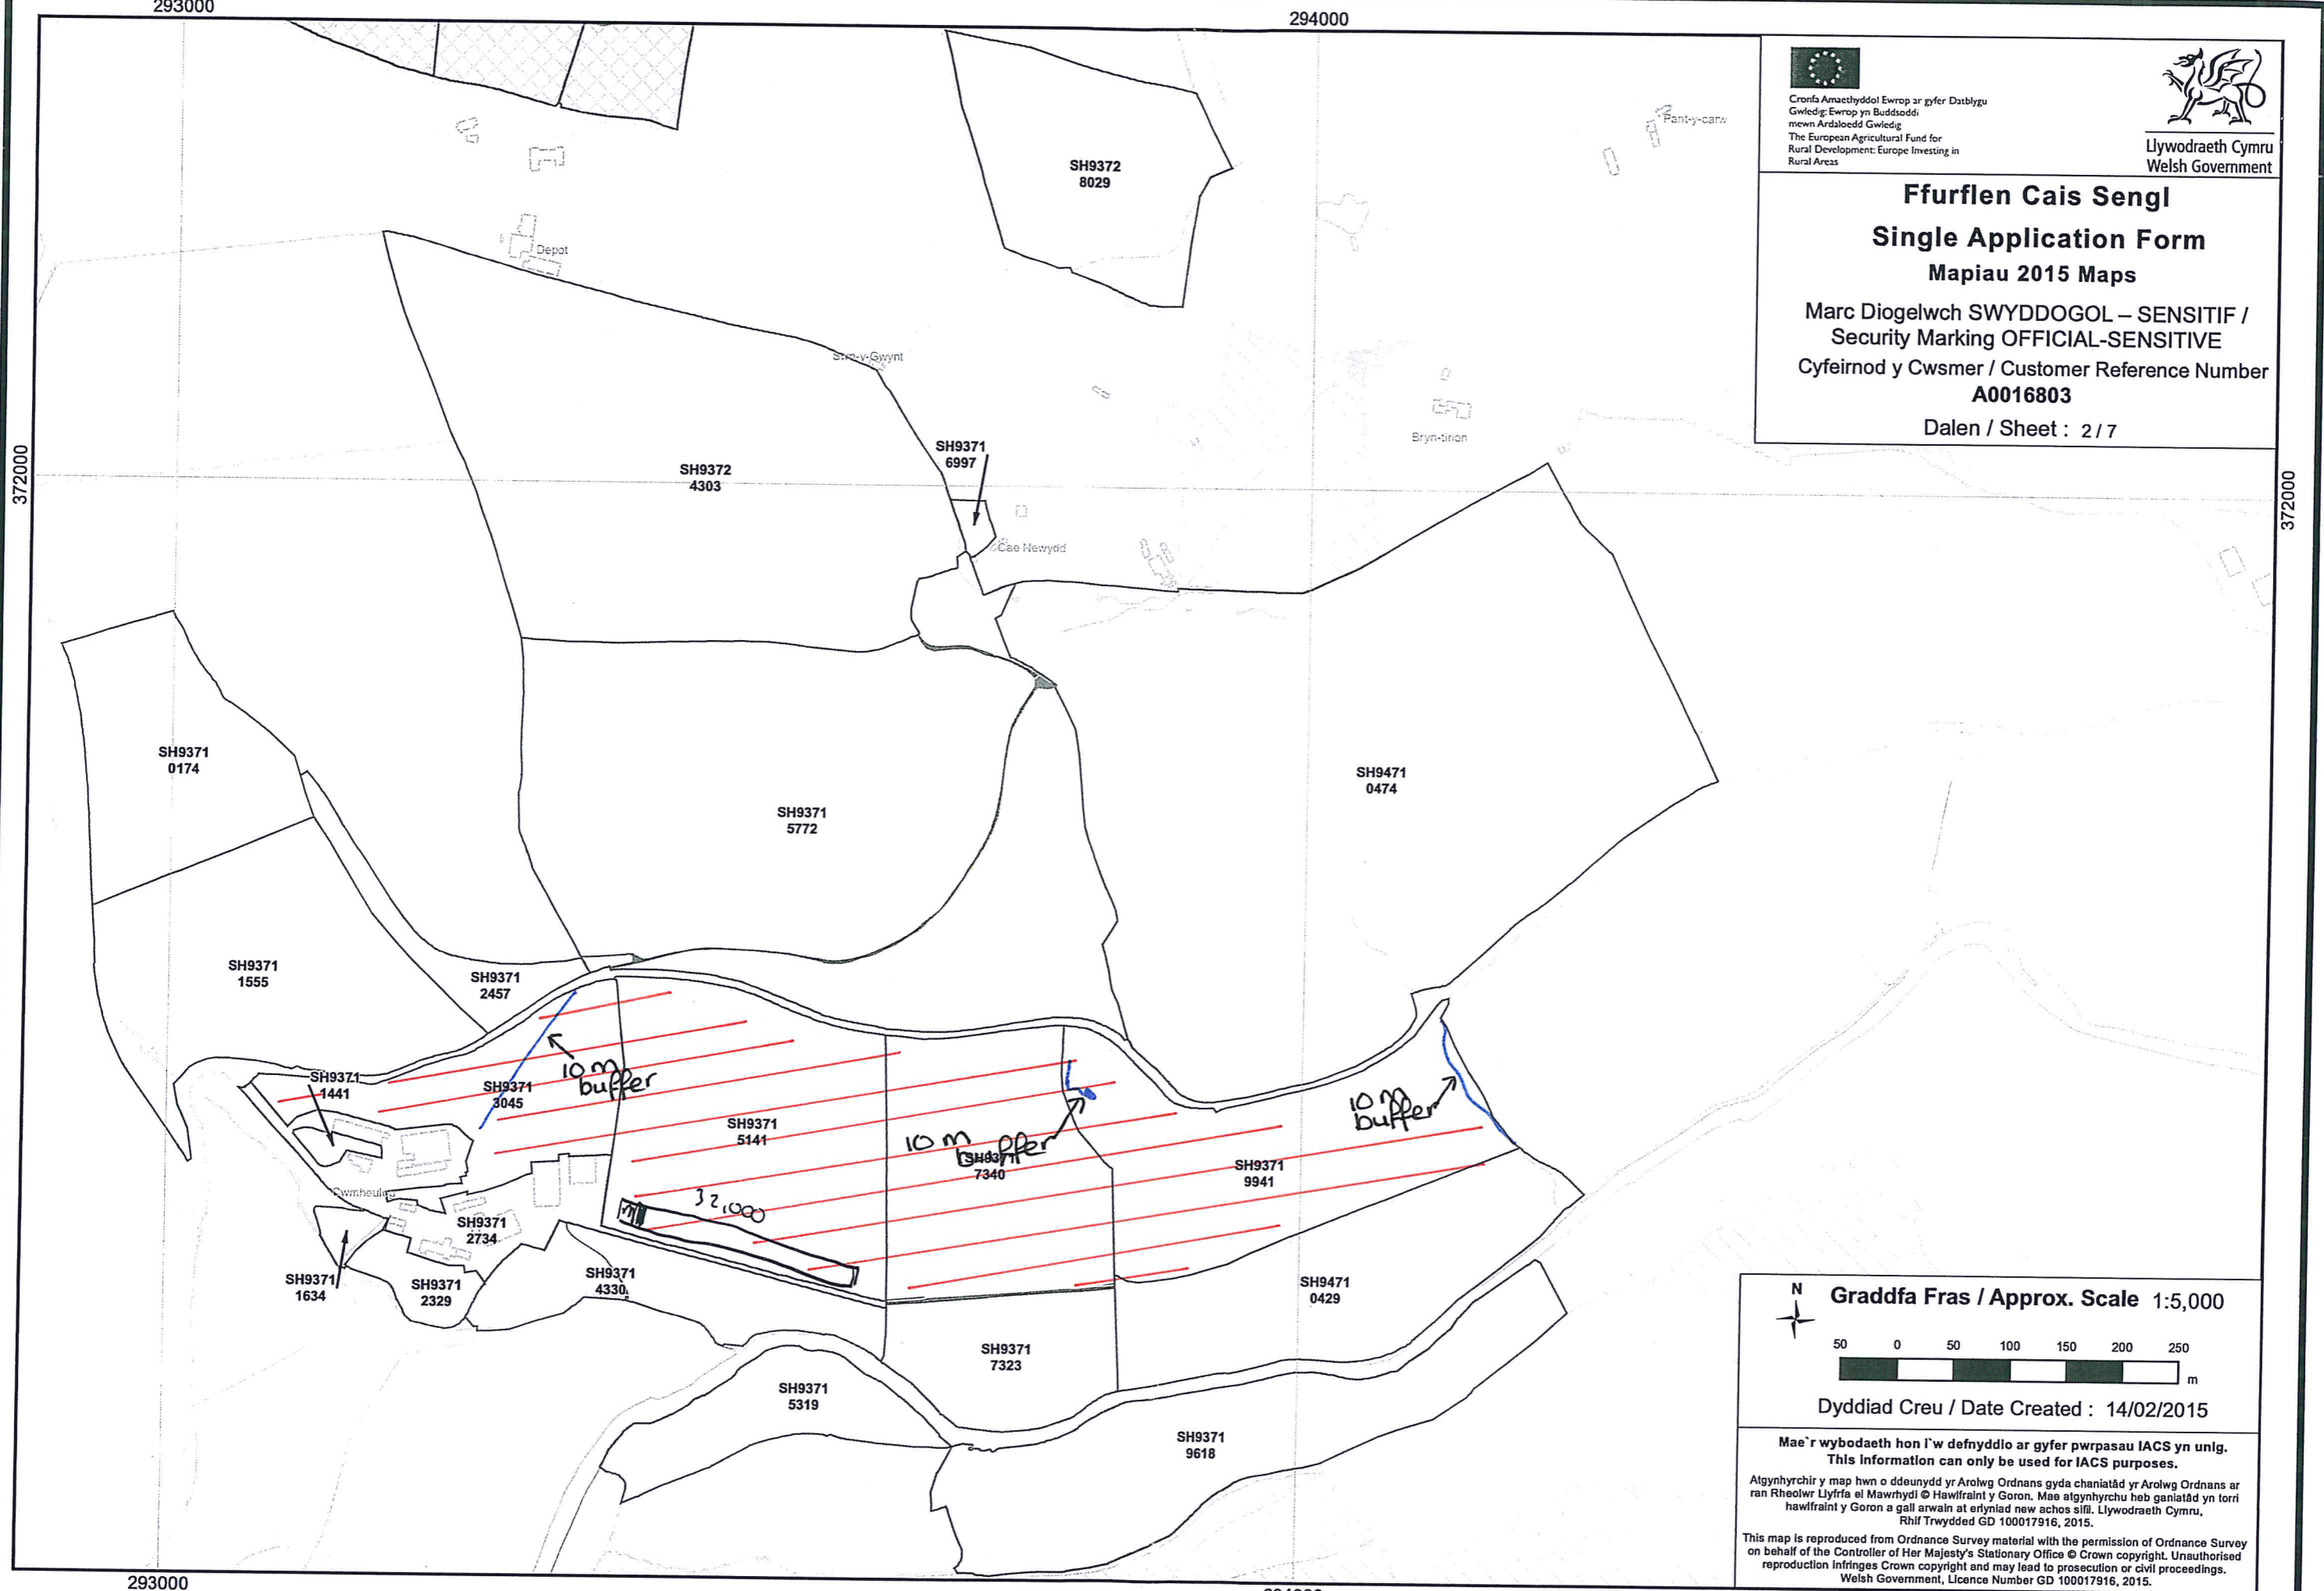 293000
294000
Cronfa Amaethyddol Ewrop ar gyfer Datblygu
Gwledig: Ewrop yn Buddsoddi
mewn Ardaloedd Gwledig
The European Agricultural Fund for
Rural Development: Europe Investing in
Rural Areas
Llywodraeth Cymru
Welsh Government
Ffurflen Cais Sengl
Single Application Form
Mapiau 2015 Maps
Marc Diogelwch SWYDDOGOL – SENSITIF /
Security Marking OFFICIAL-SENSITIVE
Cyfeirnod y Cwsmer / Customer Reference Number
A0016803
Dalen / Sheet : 2 / 7
Pant-y-carw
SH9372
8029
Depot
Swn-y-Gwynt
Bryn-tirion
372000
372000
SH9372
4303
SH9371
6997
Cae Newydd
SH9371
0174
SH9371
5772
SH9471
0474
SH9371
1555
SH9371
2457
SH9371
1441
SH9371
3045
10 m
buffer
SH9371
5141
10 m
buffer
SH9371
7340
10 m
buffer
SH9371
9941
32,000
Cwmheulog
SH9371
2734
SH9371
1634
SH9371
2329
SH9371
4330
SH9471
0429
SH9371
7323
SH9371
5319
SH9371
9618
N
Graddfa Fras / Approx. Scale 1:5,000
50 0 50 100 150 200 250
m
Dyddiad Creu / Date Created : 14/02/2015
Mae`r wybodaeth hon i`w defnyddio ar gyfer pwrpasau IACS yn unig.
This information can only be used for IACS purposes.
Atgynhyrchir y map hwn o ddeunydd yr Arolwg Ordnans gyda chaniatâd yr Arolwg Ordnans ar
ran Rheolwr Llyfrfa ei Mawrhydi © Hawlfraint y Goron. Mae atgynhyrchu heb ganiatâd yn torri
hawlfraint y Goron a gall arwain at erlyniad new achos sifil. Llywodraeth Cymru,
Rhif Trwydded GD 100017916, 2015.
This map is reproduced from Ordnance Survey material with the permission of Ordnance Survey
on behalf of the Controller of Her Majesty's Stationary Office © Crown copyright. Unauthorised
reproduction infringes Crown copyright and may lead to prosecution or civil proceedings.
Welsh Government, Licence Number GD 100017916, 2015.
293000